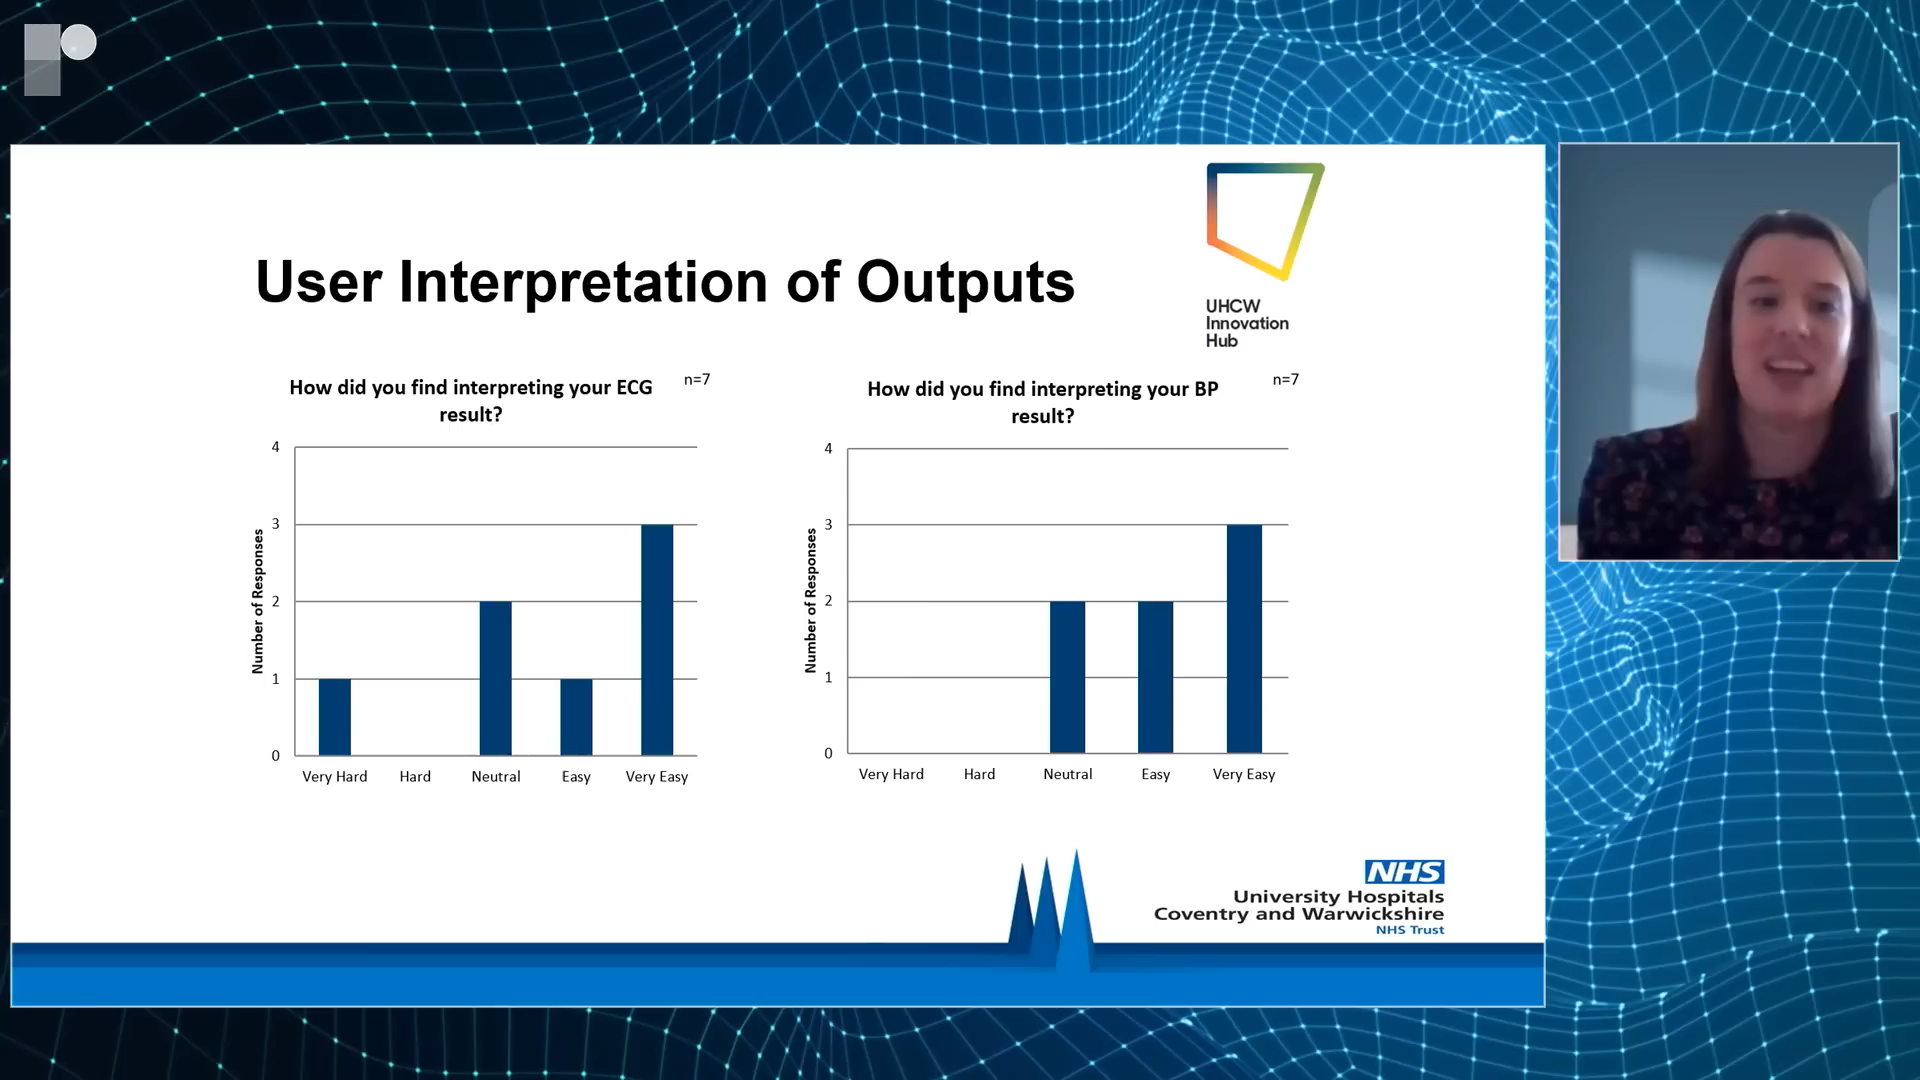 UHCW
Innovation
Hub
User Interpretation of Outputs
How did you find interpreting your ECG
result?
n=7
Number of Responses
4
3
2
1
0
Very Hard
Hard
Neutral
Easy
Very Easy
How did you find interpreting your BP
result?
n=7
Number of Responses
4
3
2
1
0
Very Hard
Hard
Neutral
Easy
Very Easy
NHS
University Hospitals
Coventry and Warwickshire
NHS Trust